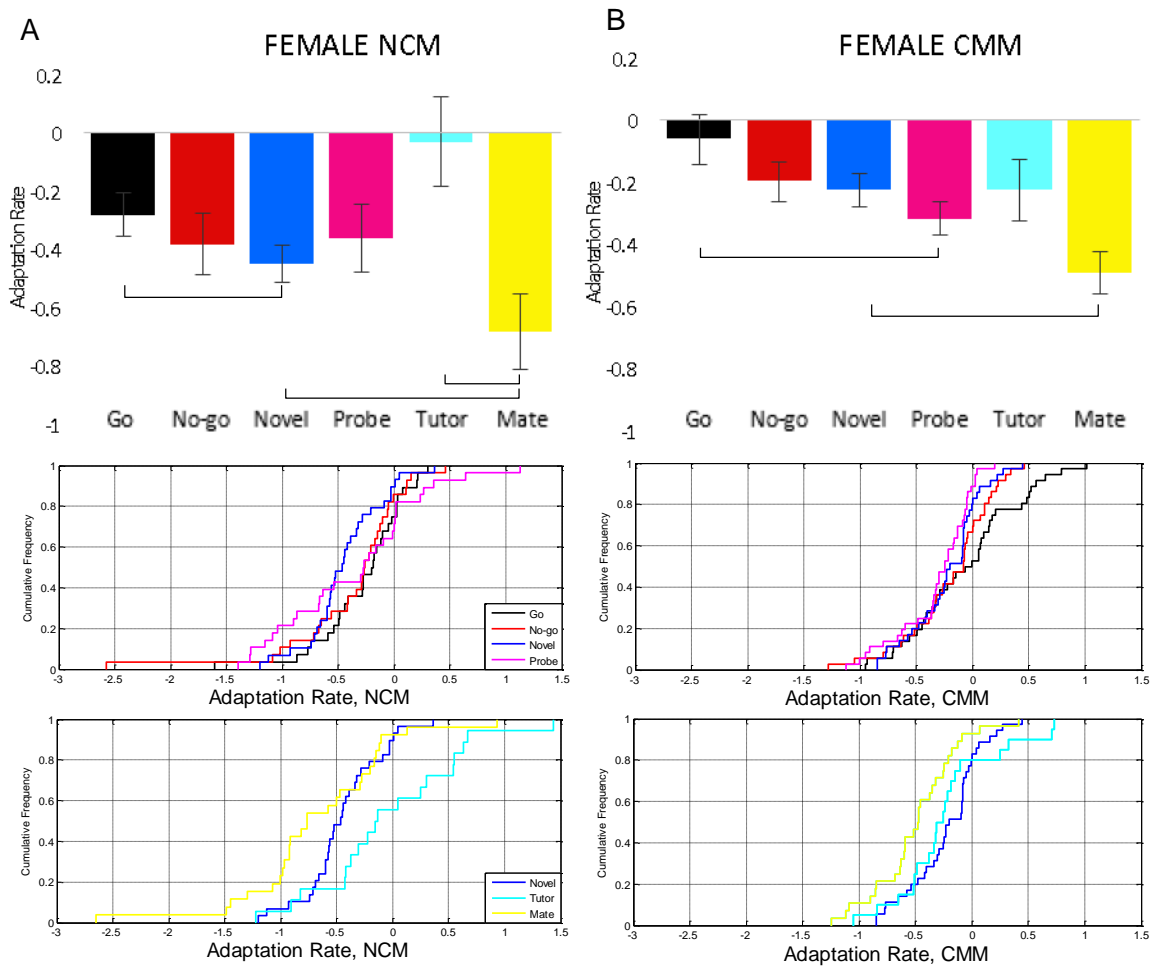 A
FEMALE NCM
0.2
0
-0.2
-0.4
-0.6
-0.8
-1
Adaptation Rate
Go No-go Novel Probe Tutor Mate
1
0.8
0.6
0.4
0.2
0
Cumulative Frequency
Go
No-go
Novel
Probe
-3 -2.5 -2 -1.5 -1 -0.5 0 0.5 1 1.5
Adaptation Rate, NCM
1
0.8
0.6
0.4
0.2
0
Cumulative Frequency
Novel
Tutor
Mate
-3 -2.5 -2 -1.5 -1 -0.5 0 0.5 1 1.5
Adaptation Rate, NCM
B
FEMALE CMM
0.2
0
-0.2
-0.4
-0.6
-0.8
-1
Adaptation Rate
Go No-go Novel Probe Tutor Mate
1
0.8
0.6
0.4
0.2
0
Cumulative Frequency
-3 -2.5 -2 -1.5 -1 -0.5 0 0.5 1 1.5
Adaptation Rate, CMM
1
0.8
0.6
0.4
0.2
0
Cumulative Frequency
-3 -2.5 -2 -1.5 -1 -0.5 0 0.5 1 1.5
Adaptation Rate, CMM